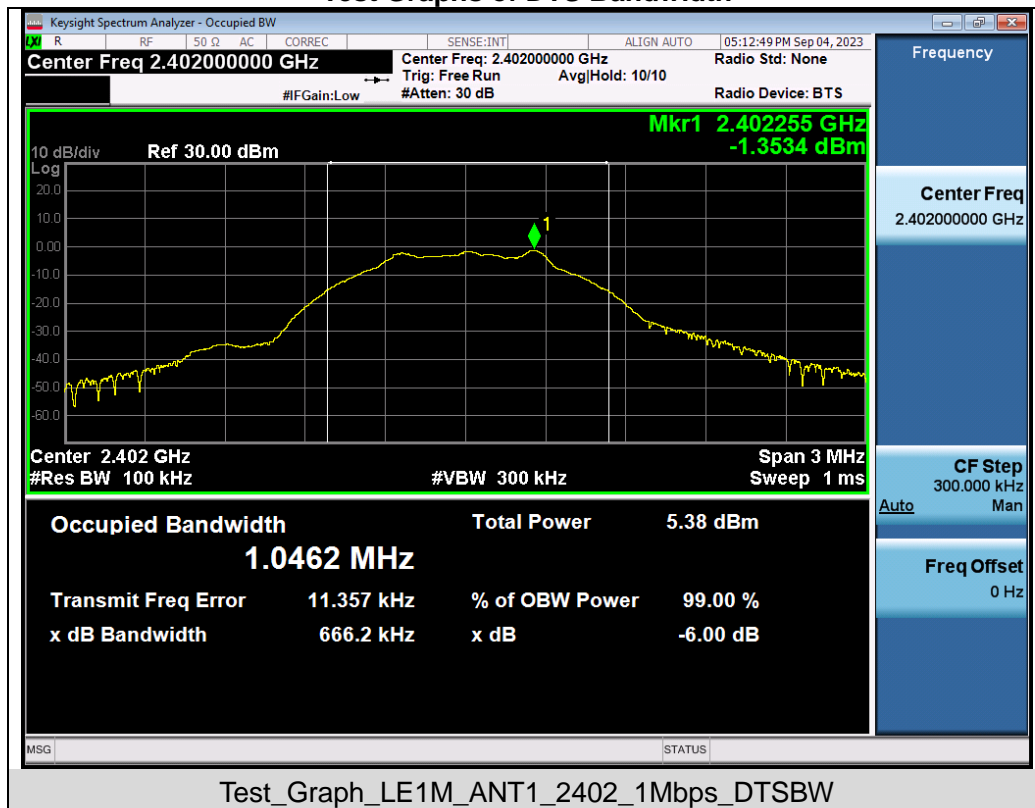 Test Graphs of DTS Bandwidth
Keysight Spectrum Analyzer - Occupied BW
LXI R RF 50 Ω AC CORREC SENSE:INT ALIGN AUTO 05:12:49 PM Sep 04, 2023
Center Freq 2.402000000 GHz
Center Freq: 2.402000000 GHz
Radio Std: None
Trig: Free Run Avg|Hold: 10/10
#IFGain:Low #Atten: 30 dB Radio Device: BTS
Frequency
Mkr1 2.402255 GHz
-1.3534 dBm
10 dB/div Ref 30.00 dBm
Log
20.0
10.0
0.00
-10.0
-20.0
-30.0
-40.0
-50.0
-60.0
1
Center 2.402 GHz Span 3 MHz
#Res BW 100 kHz #VBW 300 kHz Sweep 1 ms
Center Freq
2.402000000 GHz
CF Step
300.000 kHz
Auto Man
Freq Offset
0 Hz
Occupied Bandwidth Total Power 5.38 dBm
1.0462 MHz
Transmit Freq Error 11.357 kHz % of OBW Power 99.00 %
x dB Bandwidth 666.2 kHz x dB -6.00 dB
MSG STATUS
Test_Graph_LE1M_ANT1_2402_1Mbps_DTSBW